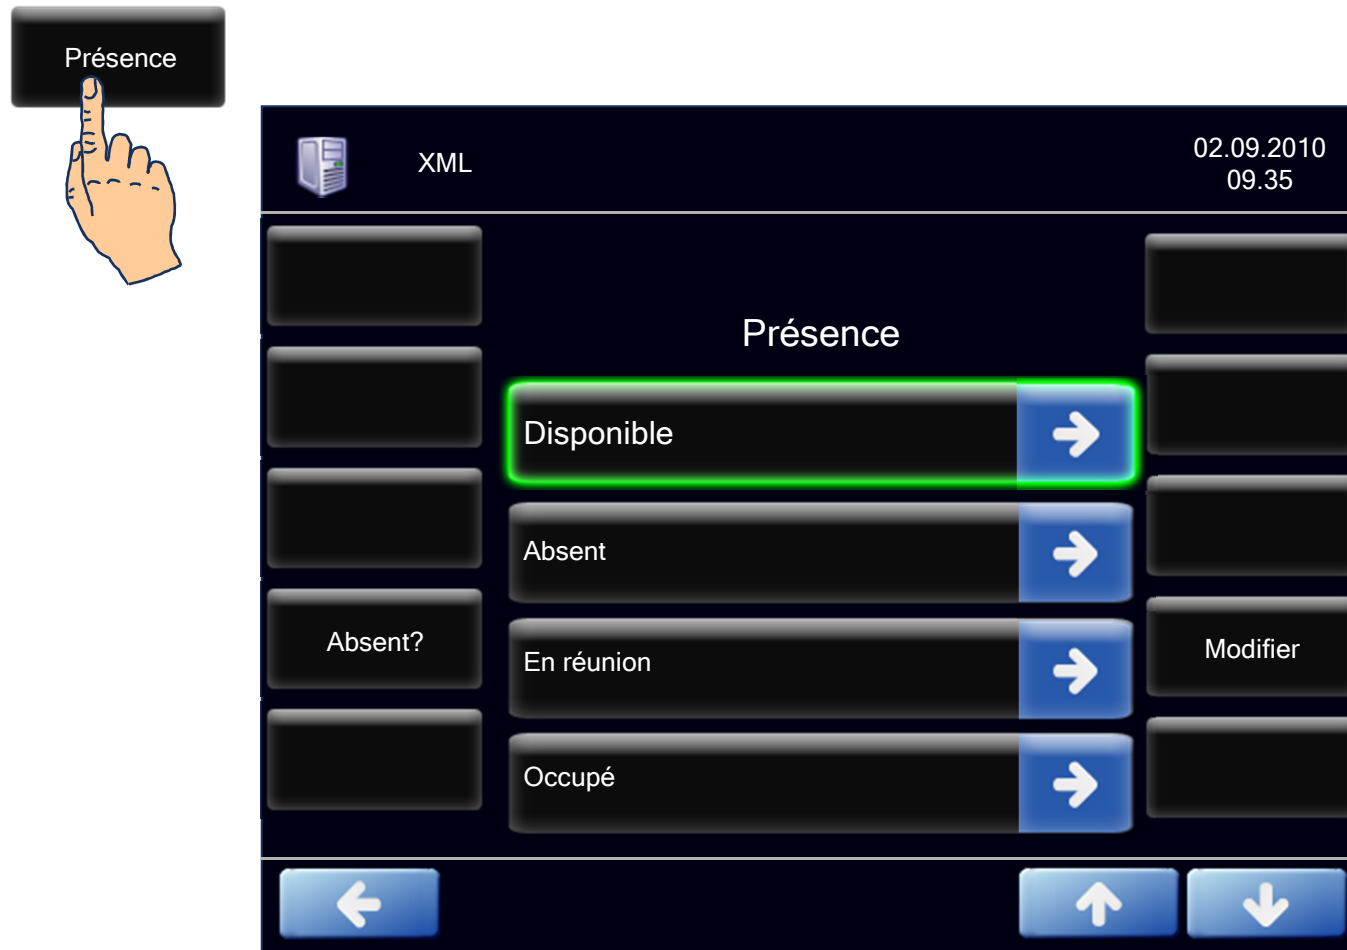 Présence
XML
02.09.2010
09.35
Présence
Disponible
Absent
En réunion
Occupé
Absent?
Modifier